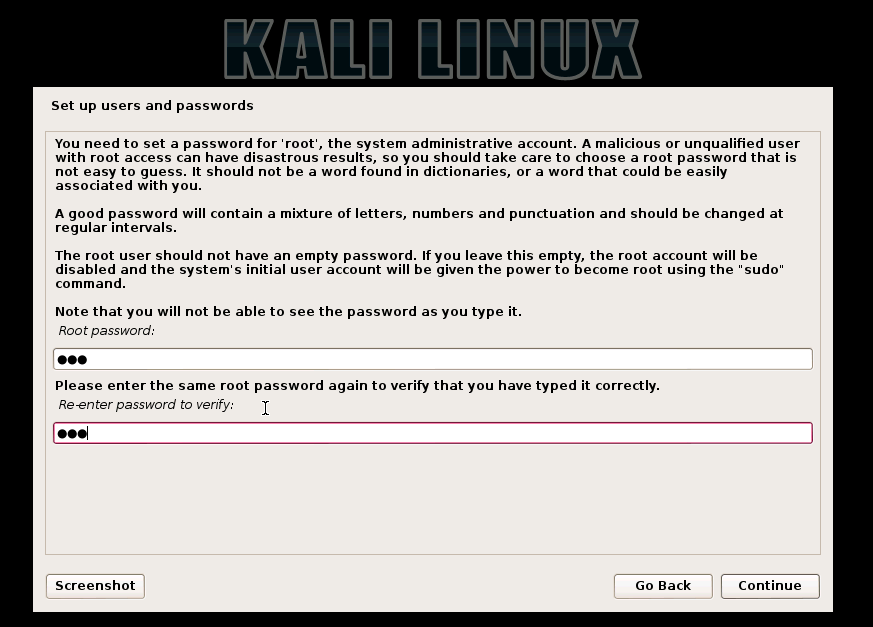 KALI LINUX
Set up users and passwords
You need to set a password for 'root', the system administrative account. A malicious or unqualified user
with root access can have disastrous results, so you should take care to choose a root password that is
not easy to guess. It should not be a word found in dictionaries, or a word that could be easily
associated with you.
A good password will contain a mixture of letters, numbers and punctuation and should be changed at
regular intervals.
The root user should not have an empty password. If you leave this empty, the root account will be
disabled and the system's initial user account will be given the power to become root using the "sudo"
command.
Note that you will not be able to see the password as you type it.
Root password:
●●●
Please enter the same root password again to verify that you have typed it correctly.
Re-enter password to verify:
●●●
Screenshot
Go Back
Continue